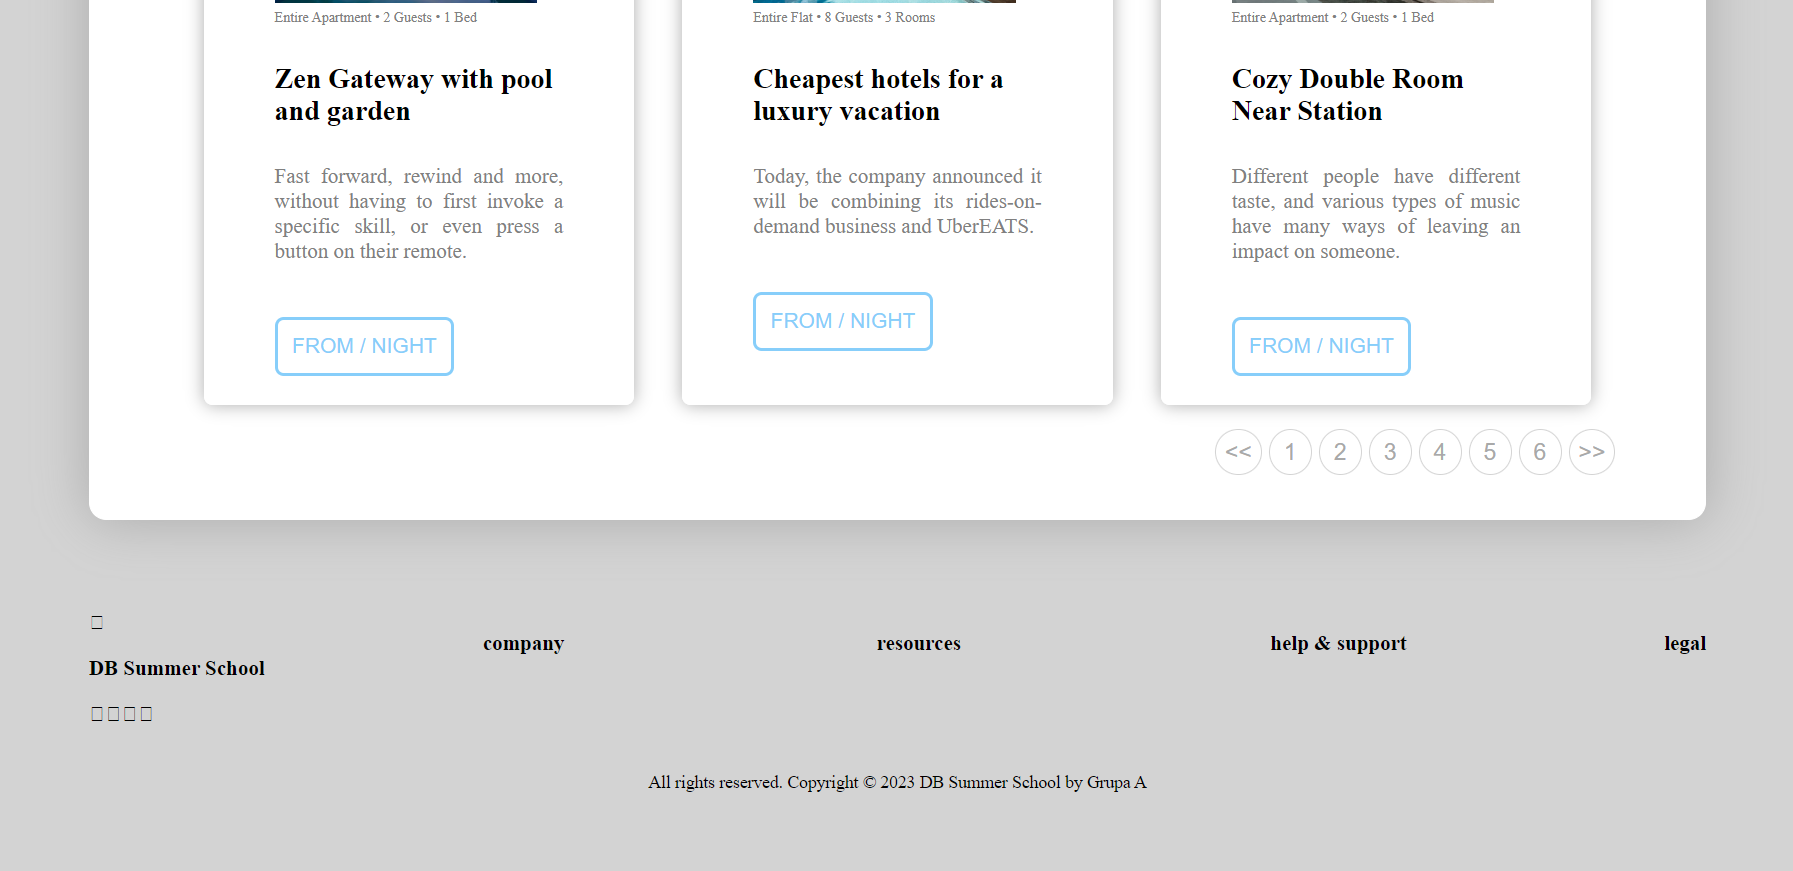 Entire Apartment • 2 Guests • 1 Bed
Zen Gateway with pool
and garden
Fast forward, rewind and more,
without having to first invoke a
specific skill, or even press a
button on their remote.
FROM / NIGHT
Entire Flat • 8 Guests • 3 Rooms
Cheapest hotels for a
luxury vacation
Today, the company announced it
will be combining its rides-on-
demand business and UberEATS.
FROM / NIGHT
Entire Apartment • 2 Guests • 1 Bed
Cozy Double Room
Near Station
Different people have different
taste, and various types of music
have many ways of leaving an
impact on someone.
FROM / NIGHT
<< 1 2 3 4 5 6 >>
DB Summer School
company
resources
help & support
legal
All rights reserved. Copyright © 2023 DB Summer School by Grupa A